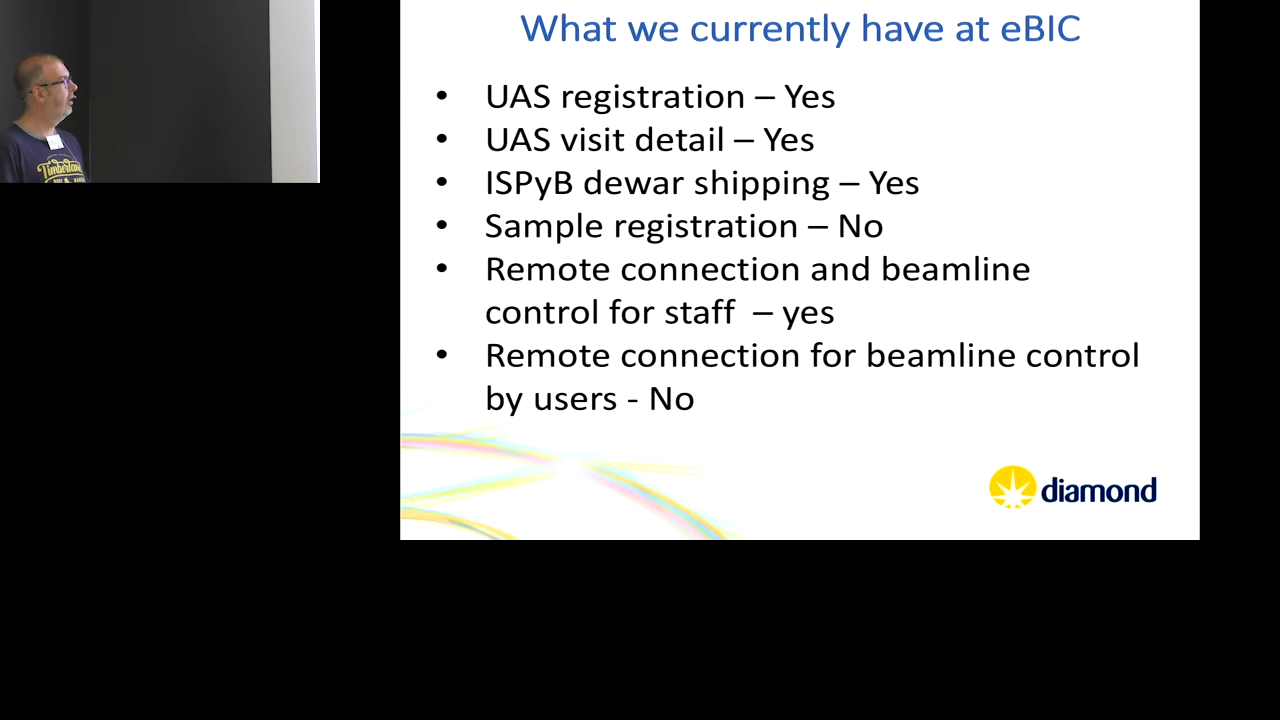 What we currently have at eBIC
• UAS registration – Yes
• UAS visit detail – Yes
• ISPyB dewar shipping – Yes
• Sample registration – No
• Remote connection and beamline
control for staff – yes
• Remote connection for beamline control
by users - No
diamond
Timberland